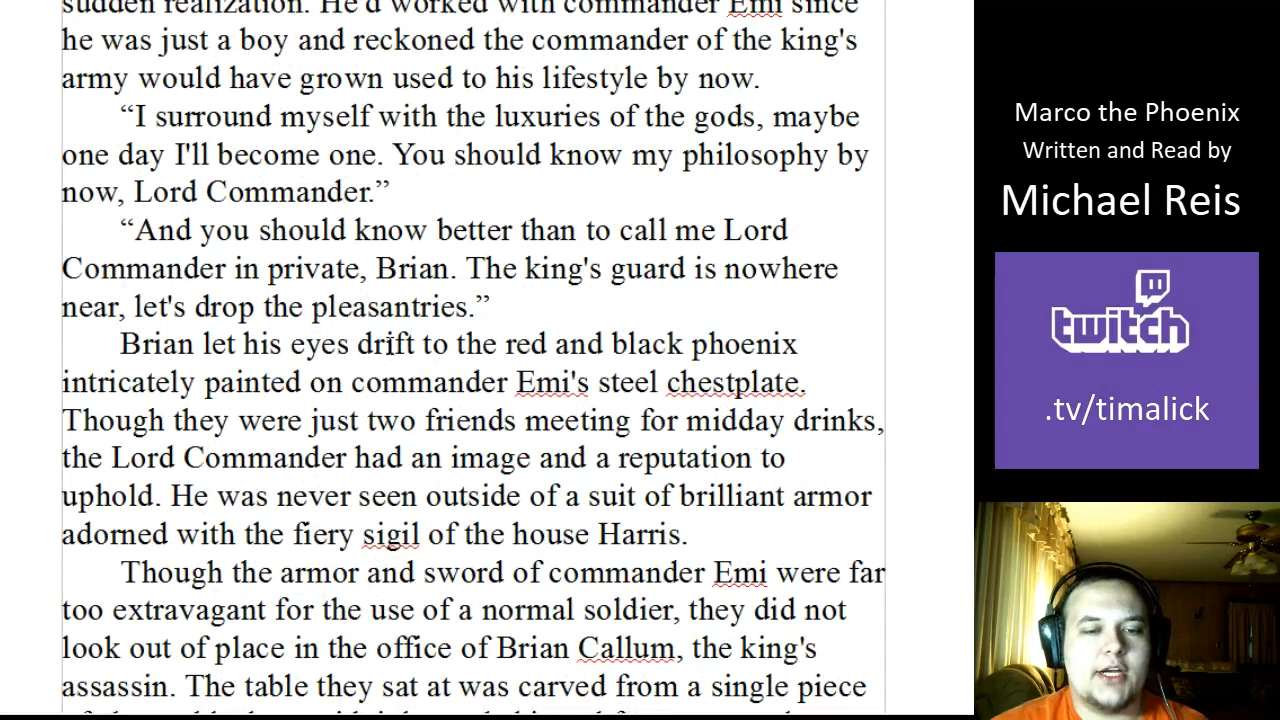 sudden realization. He'd worked with commander Emi since
he was just a boy and reckoned the commander of the king's
army would have grown used to his lifestyle by now.
“I surround myself with the luxuries of the gods, maybe
one day I'll become one. You should know my philosophy by
now, Lord Commander.”
“And you should know better than to call me Lord
Commander in private, Brian. The king's guard is nowhere
near, let's drop the pleasantries.”
Brian let his eyes drift to the red and black phoenix
intricately painted on commander Emi's steel chestplate.
Though they were just two friends meeting for midday drinks,
the Lord Commander had an image and a reputation to
uphold. He was never seen outside of a suit of brilliant armor
adorned with the fiery sigil of the house Harris.
Though the armor and sword of commander Emi were far
too extravagant for the use of a normal soldier, they did not
look out of place in the office of Brian Callum, the king's
assassin. The table they sat at was carved from a single piece
Marco the Phoenix
Written and Read by
Michael Reis
twitch
.tv/timalick